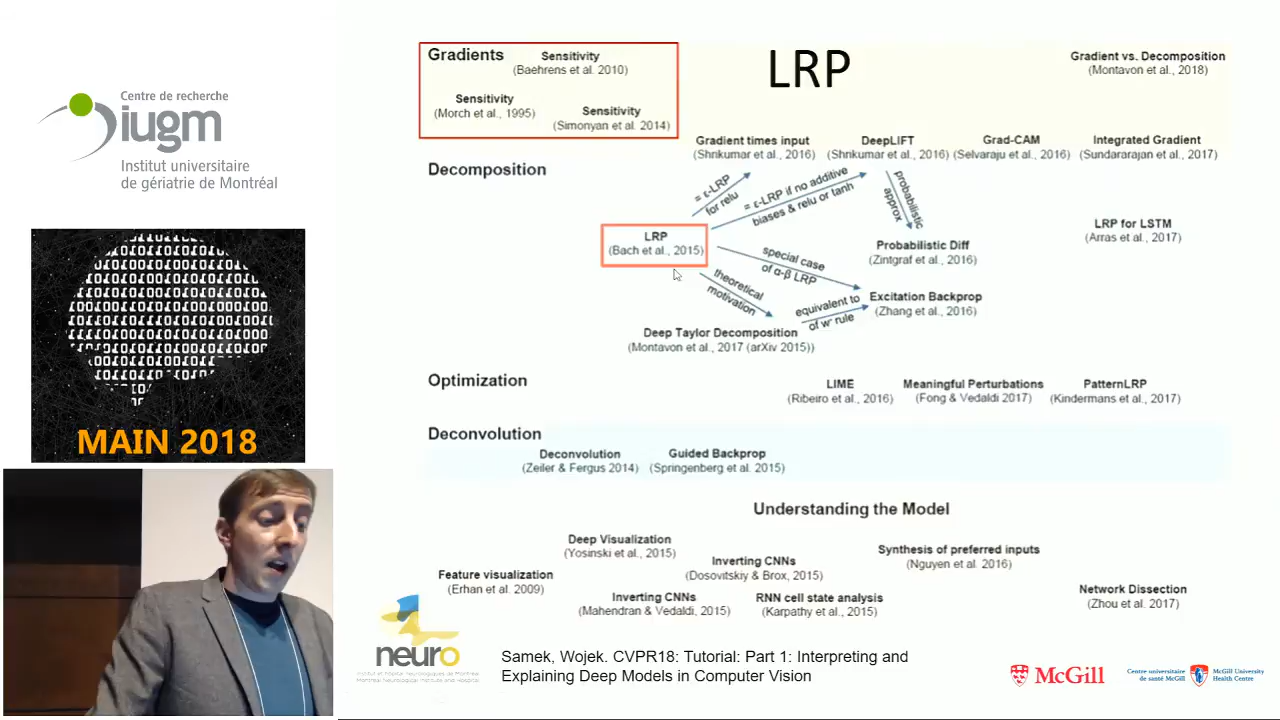 Centre de recherche
iugm
Institut universitaire
de gériatrie de Montréal
MAIN 2018
LRP
Gradients
Sensitivity
(Baehrens et al. 2010)
Sensitivity
(Morch et al., 1995)
Sensitivity
(Simonyan et al. 2014)
Gradient vs. Decomposition
(Montavon et al., 2018)
Gradient times input
(Shrikumar et al., 2016)
DeepLIFT
(Shrikumar et al., 2016)
Grad-CAM
(Selvaraju et al., 2016)
Integrated Gradient
(Sundararajan et al., 2017)
Decomposition
= ε-LRP
for relu
= ε-LRP if no additive
biases & relu or tanh
probabilistic
approx
LRP
(Bach et al., 2015)
LRP for LSTM
(Arras et al., 2017)
Probabilistic Diff
(Zintgraf et al., 2016)
special case
of α-β LRP
theoretical
motivation
equivalent to
of w⁺ rule
Excitation Backprop
(Zhang et al., 2016)
Deep Taylor Decomposition
(Montavon et al., 2017 (arXiv 2015))
Optimization
LIME
(Ribeiro et al., 2016)
Meaningful Perturbations
(Fong & Vedaldi 2017)
PatternLRP
(Kindermans et al., 2017)
Deconvolution
Deconvolution
(Zeiler & Fergus 2014)
Guided Backprop
(Springenberg et al. 2015)
Understanding the Model
Deep Visualization
(Yosinski et al., 2015)
Inverting CNNs
(Dosovitskiy & Brox, 2015)
Synthesis of preferred inputs
(Nguyen et al. 2016)
Feature visualization
(Erhan et al. 2009)
Inverting CNNs
(Mahendran & Vedaldi, 2015)
RNN cell state analysis
(Karpathy et al., 2015)
Network Dissection
(Zhou et al. 2017)
neuro
Institut et hôpital neurologiques de Montréal
Montreal Neurological Institute and Hospital
Samek, Wojek. CVPR18: Tutorial: Part 1: Interpreting and
Explaining Deep Models in Computer Vision
McGill
Centre universitaire
de santé McGill
McGill University
Health Centre